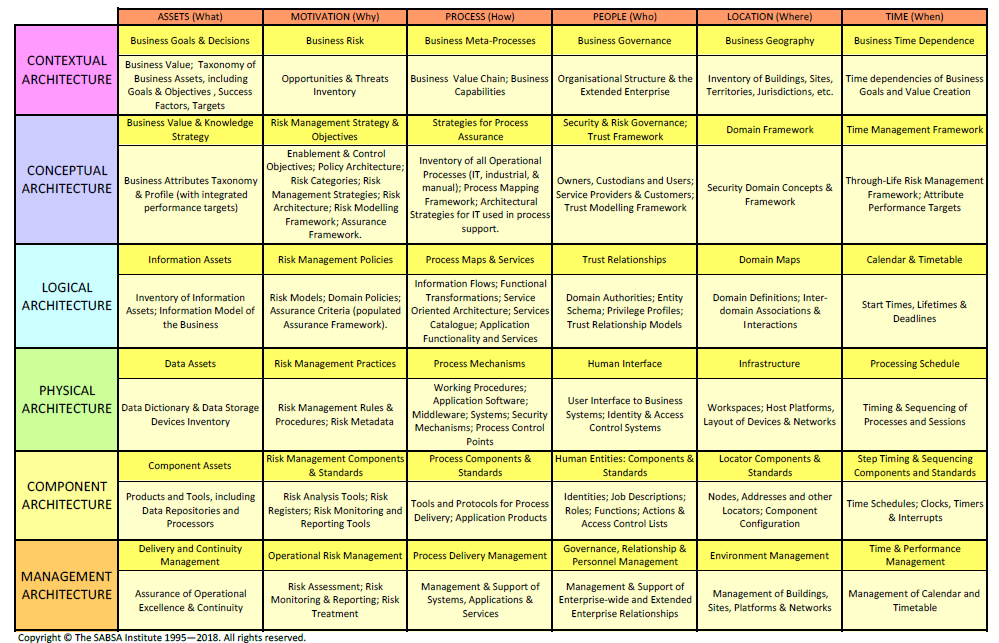 ASSETS (What) MOTIVATION (Why) PROCESS (How) PEOPLE (Who) LOCATION (Where) TIME (When)
CONTEXTUAL
ARCHITECTURE
Business Goals & Decisions
Business Risk
Business Meta-Processes
Business Governance
Business Geography
Business Time Dependence
Business Value; Taxonomy of
Business Assets, including
Goals & Objectives , Success
Factors, Targets
Opportunities & Threats
Inventory
Business Value Chain; Business
Capabilities
Organisational Structure & the
Extended Enterprise
Inventory of Buildings, Sites,
Territories, Jurisdictions, etc.
Time dependencies of Business
Goals and Value Creation
CONCEPTUAL
ARCHITECTURE
Business Value & Knowledge
Strategy
Risk Management Strategy &
Objectives
Strategies for Process
Assurance
Security & Risk Governance;
Trust Framework
Domain Framework
Time Management Framework
Business Attributes Taxonomy
& Profile (with integrated
performance targets)
Enablement & Control
Objectives; Policy Architecture;
Risk Categories; Risk
Management Strategies; Risk
Architecture; Risk Modelling
Framework; Assurance
Framework.
Inventory of all Operational
Processes (IT, industrial, &
manual); Process Mapping
Framework; Architectural
Strategies for IT used in process
support.
Owners, Custodians and Users;
Service Providers & Customers;
Trust Modelling Framework
Security Domain Concepts &
Framework
Through-Life Risk Management
Framework; Attribute
Performance Targets
LOGICAL
ARCHITECTURE
Information Assets
Risk Management Policies
Process Maps & Services
Trust Relationships
Domain Maps
Calendar & Timetable
Inventory of Information
Assets; Information Model of
the Business
Risk Models; Domain Policies;
Assurance Criteria (populated
Assurance Framework).
Information Flows; Functional
Transformations; Service
Oriented Architecture; Services
Catalogue; Application
Functionality and Services
Domain Authorities; Entity
Schema; Privilege Profiles;
Trust Relationship Models
Domain Definitions; Inter-
domain Associations &
Interactions
Start Times, Lifetimes &
Deadlines
PHYSICAL
ARCHITECTURE
Data Assets
Risk Management Practices
Process Mechanisms
Human Interface
Infrastructure
Processing Schedule
Data Dictionary & Data Storage
Devices Inventory
Risk Management Rules &
Procedures; Risk Metadata
Working Procedures;
Application Software;
Middleware; Systems; Security
Mechanisms; Process Control
Points
User Interface to Business
Systems; Identity & Access
Control Systems
Workspaces; Host Platforms,
Layout of Devices & Networks
Timing & Sequencing of
Processes and Sessions
COMPONENT
ARCHITECTURE
Component Assets
Risk Management Components
& Standards
Process Components &
Standards
Human Entities: Components &
Standards
Locator Components &
Standards
Step Timing & Sequencing
Components and Standards
Products and Tools, including
Data Repositories and
Processors
Risk Analysis Tools; Risk
Registers; Risk Monitoring and
Reporting Tools
Tools and Protocols for Process
Delivery; Application Products
Identities; Job Descriptions;
Roles; Functions; Actions &
Access Control Lists
Nodes, Addresses and other
Locators; Component
Configuration
Time Schedules; Clocks, Timers
& Interrupts
MANAGEMENT
ARCHITECTURE
Delivery and Continuity
Management
Operational Risk Management
Process Delivery Management
Governance, Relationship &
Personnel Management
Environment Management
Time & Performance
Management
Assurance of Operational
Excellence & Continuity
Risk Assessment; Risk
Monitoring & Reporting; Risk
Treatment
Management & Support of
Systems, Applications &
Services
Management & Support of
Enterprise-wide and Extended
Enterprise Relationships
Management of Buildings,
Sites, Platforms & Networks
Management of Calendar and
Timetable
Copyright © The SABSA Institute 1995—2018. All rights reserved.